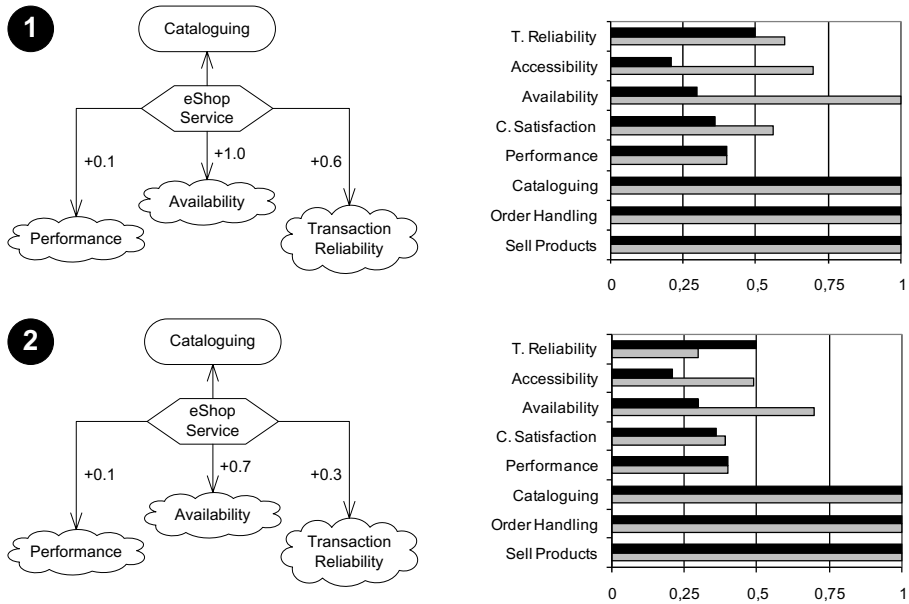 1
Cataloguing
eShop
Service
+0.1
+1.0
+0.6
Availability
Performance
Transaction
Reliability
T. Reliability
Accessibility
Availability
C. Satisfaction
Performance
Cataloguing
Order Handling
Sell Products
0 0,25 0,5 0,75 1
2
Cataloguing
eShop
Service
+0.1
+0.7
+0.3
Availability
Performance
Transaction
Reliability
T. Reliability
Accessibility
Availability
C. Satisfaction
Performance
Cataloguing
Order Handling
Sell Products
0 0,25 0,5 0,75 1